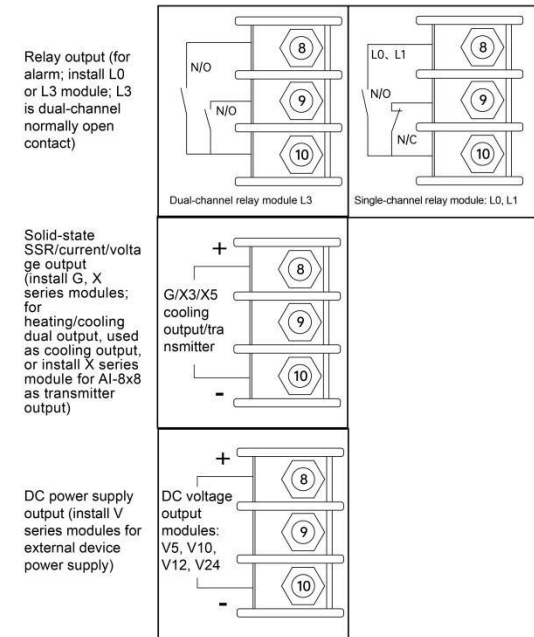 Relay output (for
alarm; install L0
or L3 module; L3
is dual-channel
normally open
contact)
N/O
N/O
8
9
10
Dual-channel relay module L3
L0、L1
N/O
N/C
8
9
10
Single-channel relay module: L0, L1
Solid-state
SSR/current/volta
ge output
(install G, X
series modules;
for
heating/cooling
dual output, used
as cooling output,
or install X series
module for AI-8x8
as transmitter
output)
+
G/X3/X5
cooling
output/tra
nsmitter
-
8
9
10
DC power supply
output (install V
series modules for
external device
power supply)
+
DC voltage
output
modules:
V5, V10,
V12, V24
-
8
9
10